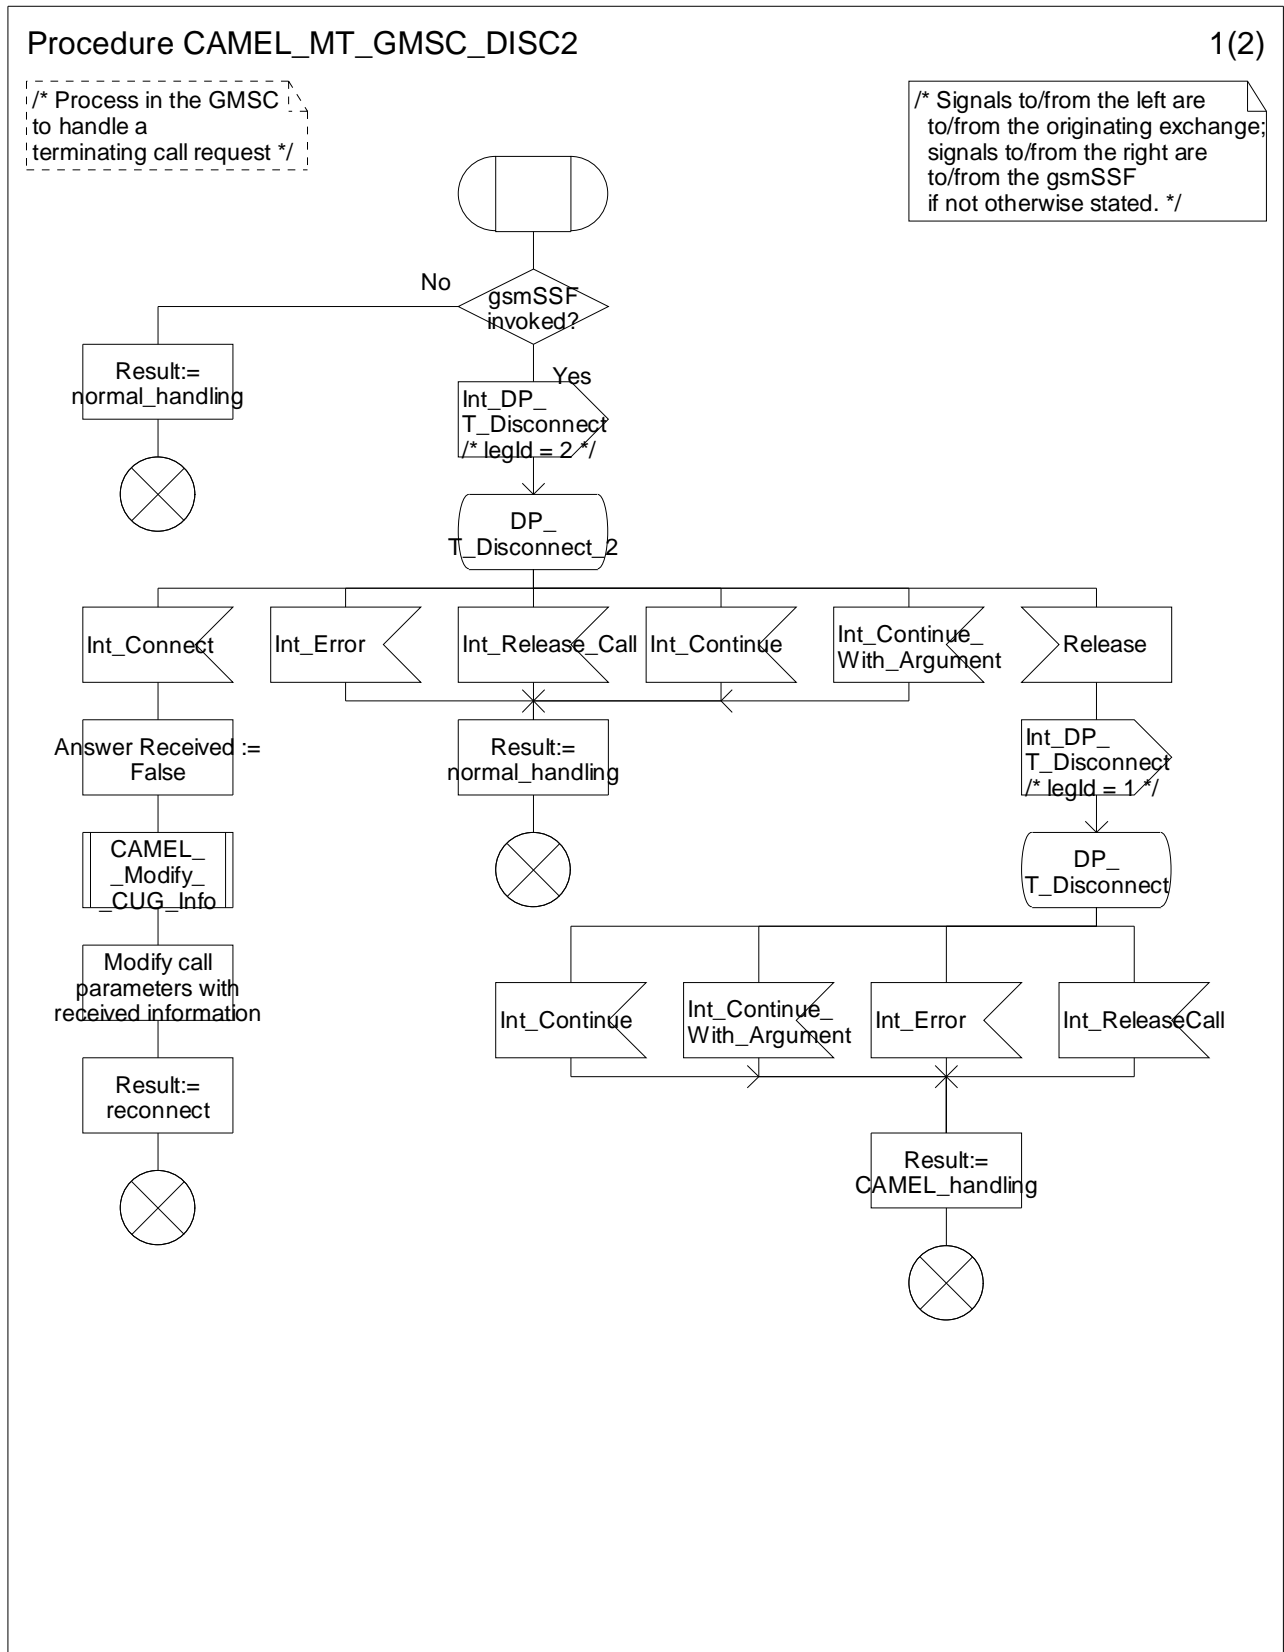 Procedure CAMEL_MT_GMSC_DISC2
1(2)
/* Process in the GMSC
to handle a
terminating call request */
/* Signals to/from the left are
to/from the originating exchange;
signals to/from the right are
to/from the gsmSSF
if not otherwise stated. */
No
gsmSSF
invoked?
Yes
Result:=
normal_handling
Int_DP_
T_Disconnect
/* legId = 2 */
DP_
T_Disconnect_2
Int_Connect
Int_Error
Int_Release_Call
Int_Continue
Int_Continue_
With_Argument
Release
Answer Received :=
False
Result:=
normal_handling
Int_DP_
T_Disconnect
/* legId = 1 */
CAMEL_
_Modify_
_CUG_Info
DP_
T_Disconnect
Modify call
parameters with
received information
Int_Continue
Int_Continue_
With_Argument
Int_Error
Int_ReleaseCall
Result:=
reconnect
Result:=
CAMEL_handling